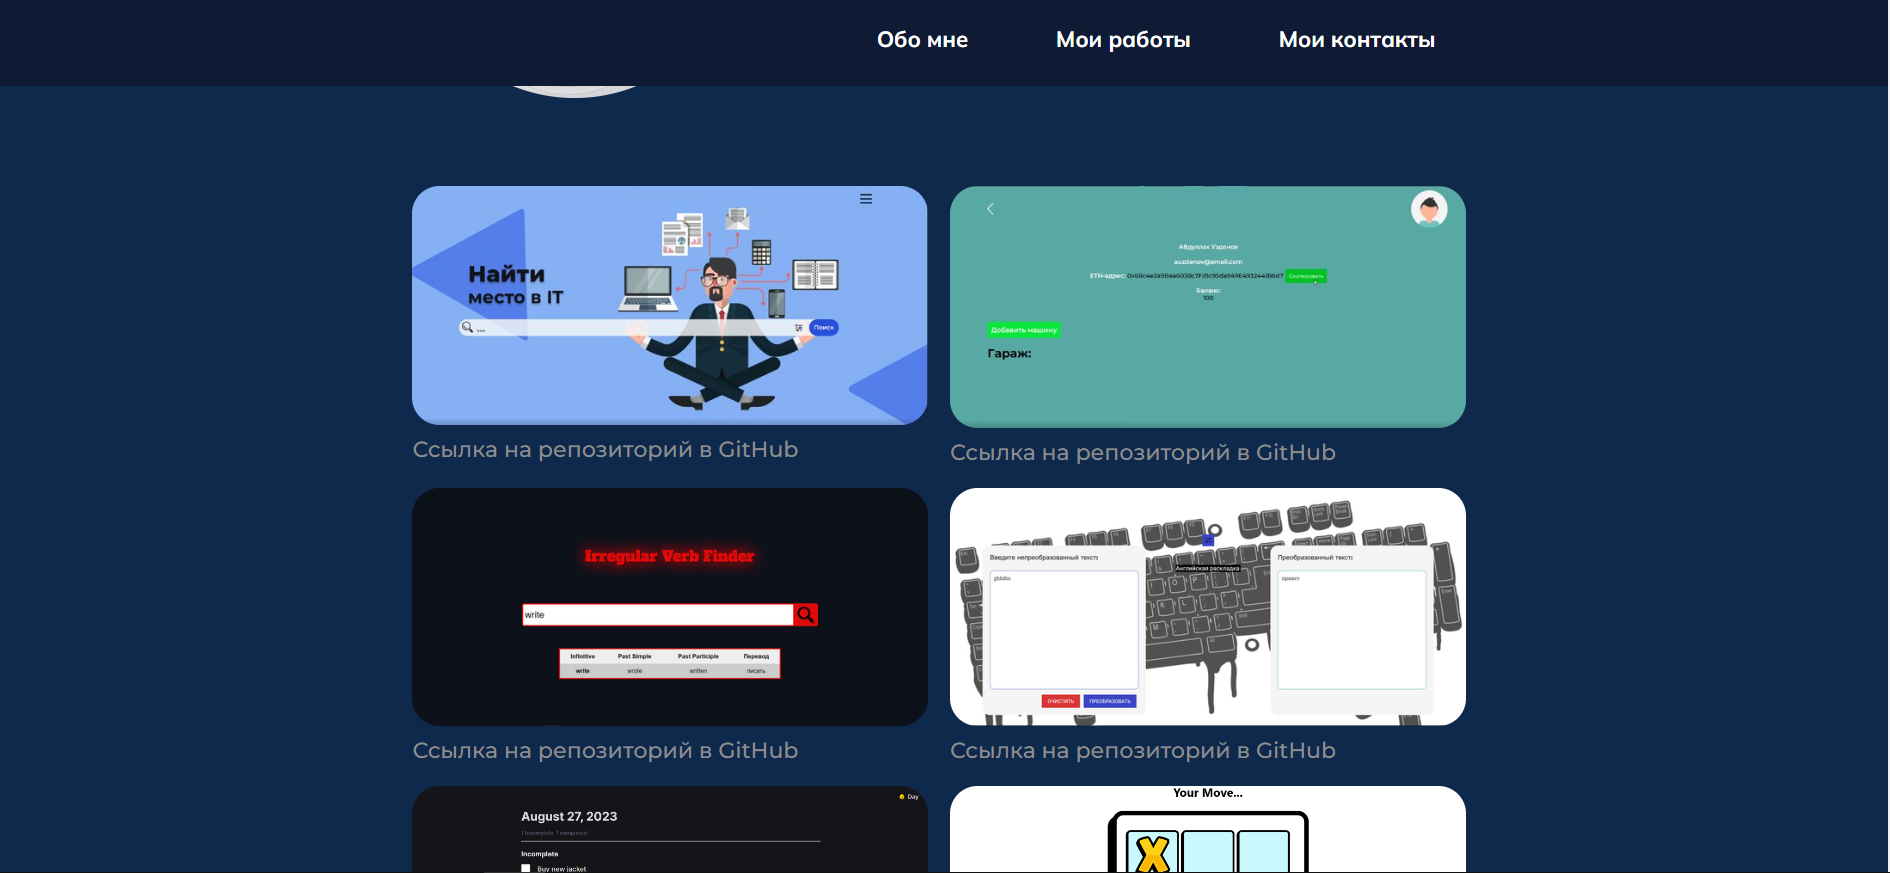 Обо мне
Мои работы
Мои контакты
Найти
место в IT
...
Поиск
Абдуллах Узденов
auzdenov@email.com
ETH-адрес:
Скопировать
Баланс:
100
Добавить машину
Гараж:
Ссылка на репозиторий в GitHub
Ссылка на репозиторий в GitHub
Irregular Verb Finder
write
Infinitive Past Simple Past Participle Перевод
write wrote written писать
Введите непреобразованный текст:
ghbdtn
Английская раскладка
Преобразованный текст:
привет
ОЧИСТИТЬ
ПРЕОБРАЗОВАТЬ
Ссылка на репозиторий в GitHub
Ссылка на репозиторий в GitHub
Day
August 27, 2023
1 incomplete, 1 completed
Incomplete
Buy new jacket
Your Move...
X